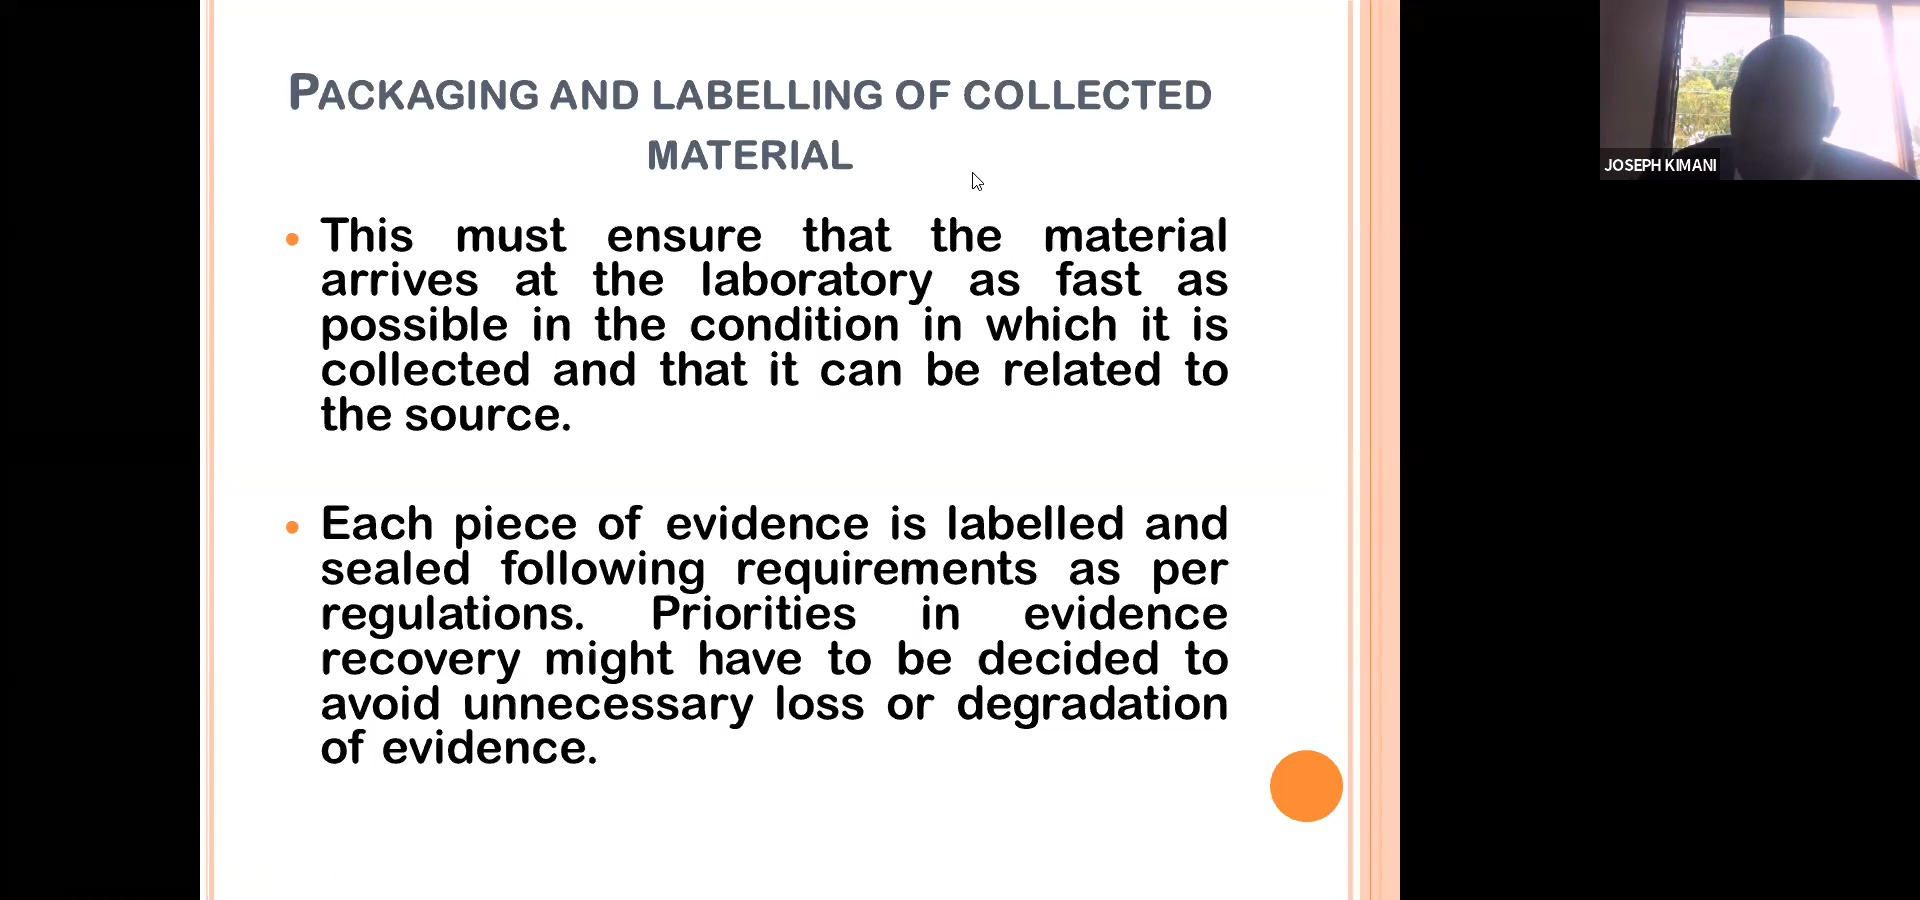 PACKAGING AND LABELLING OF COLLECTED
MATERIAL
JOSEPH KIMANI
• This must ensure that the material
arrives at the laboratory as fast as
possible in the condition in which it is
collected and that it can be related to
the source.
• Each piece of evidence is labelled and
sealed following requirements as per
regulations. Priorities in evidence
recovery might have to be decided to
avoid unnecessary loss or degradation
of evidence.